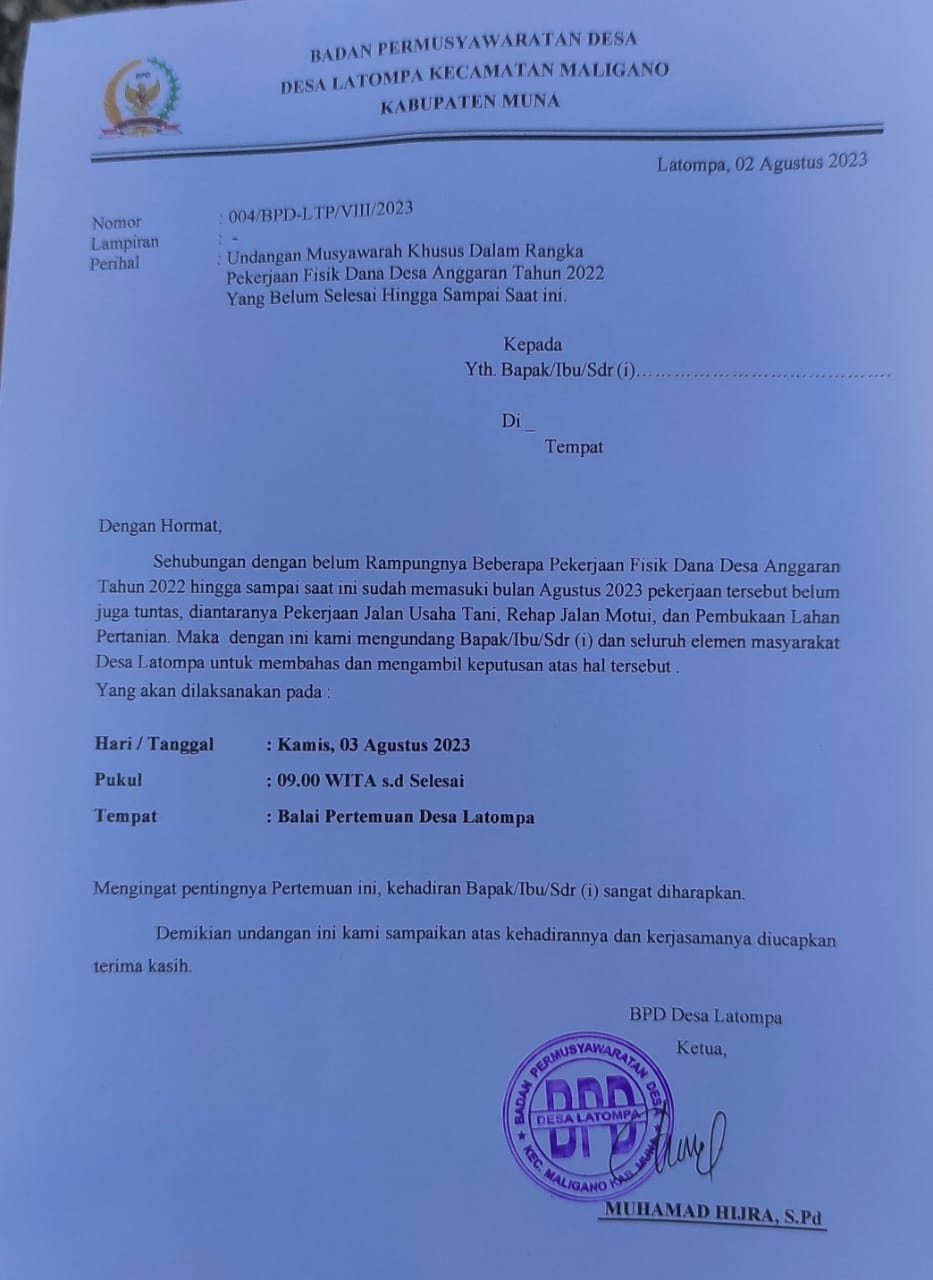 BPD
BADAN PERMUSYAWARATAN DESA
DESA LATOMPA KECAMATAN MALIGANO
KABUPATEN MUNA
Latompa, 02 Agustus 2023
Nomor : 004/BPD-LTP/VIII/2023
Lampiran : -
Perihal : Undangan Musyawarah Khusus Dalam Rangka
Pekerjaan Fisik Dana Desa Anggaran Tahun 2022
Yang Belum Selesai Hingga Sampai Saat ini.
Kepada
Yth. Bapak/Ibu/Sdr (i)..........................................
Di _
Tempat
Dengan Hormat,
Sehubungan dengan belum Rampungnya Beberapa Pekerjaan Fisik Dana Desa Anggaran
Tahun 2022 hingga sampai saat ini sudah memasuki bulan Agustus 2023 pekerjaan tersebut belum
juga tuntas, diantaranya Pekerjaan Jalan Usaha Tani, Rehap Jalan Motui, dan Pembukaan Lahan
Pertanian. Maka dengan ini kami mengundang Bapak/Ibu/Sdr (i) dan seluruh elemen masyarakat
Desa Latompa untuk membahas dan mengambil keputusan atas hal tersebut .
Yang akan dilaksanakan pada :
Hari / Tanggal : Kamis, 03 Agustus 2023
Pukul : 09.00 WITA s.d Selesai
Tempat : Balai Pertemuan Desa Latompa
Mengingat pentingnya Pertemuan ini, kehadiran Bapak/Ibu/Sdr (i) sangat diharapkan.
Demikian undangan ini kami sampaikan atas kehadirannya dan kerjasamanya diucapkan
terima kasih.
BPD Desa Latompa
Ketua,
BADAN PERMUSYAWARATAN DESA
BPD
DESA LATOMPA
KEC. MALIGANO KAB. MUNA
MUHAMAD HIJRA, S.Pd